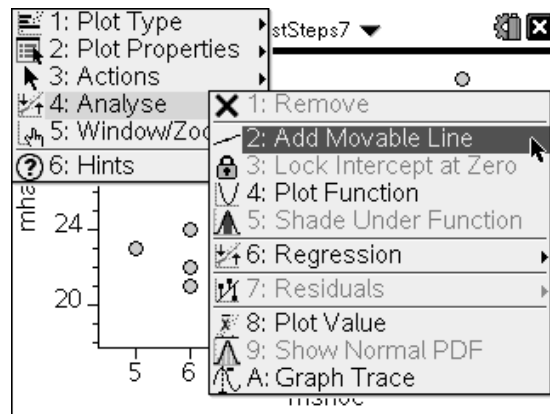 1: Plot Type
stSteps7
2: Plot Properties
3: Actions
4: Analyse
1: Remove
5: Window/Zoo
2: Add Movable Line
6: Hints
3: Lock Intercept at Zero
4: Plot Function
5: Shade Under Function
6: Regression
7: Residuals
8: Plot Value
9: Show Normal PDF
A: Graph Trace
mha
24
20
5
6